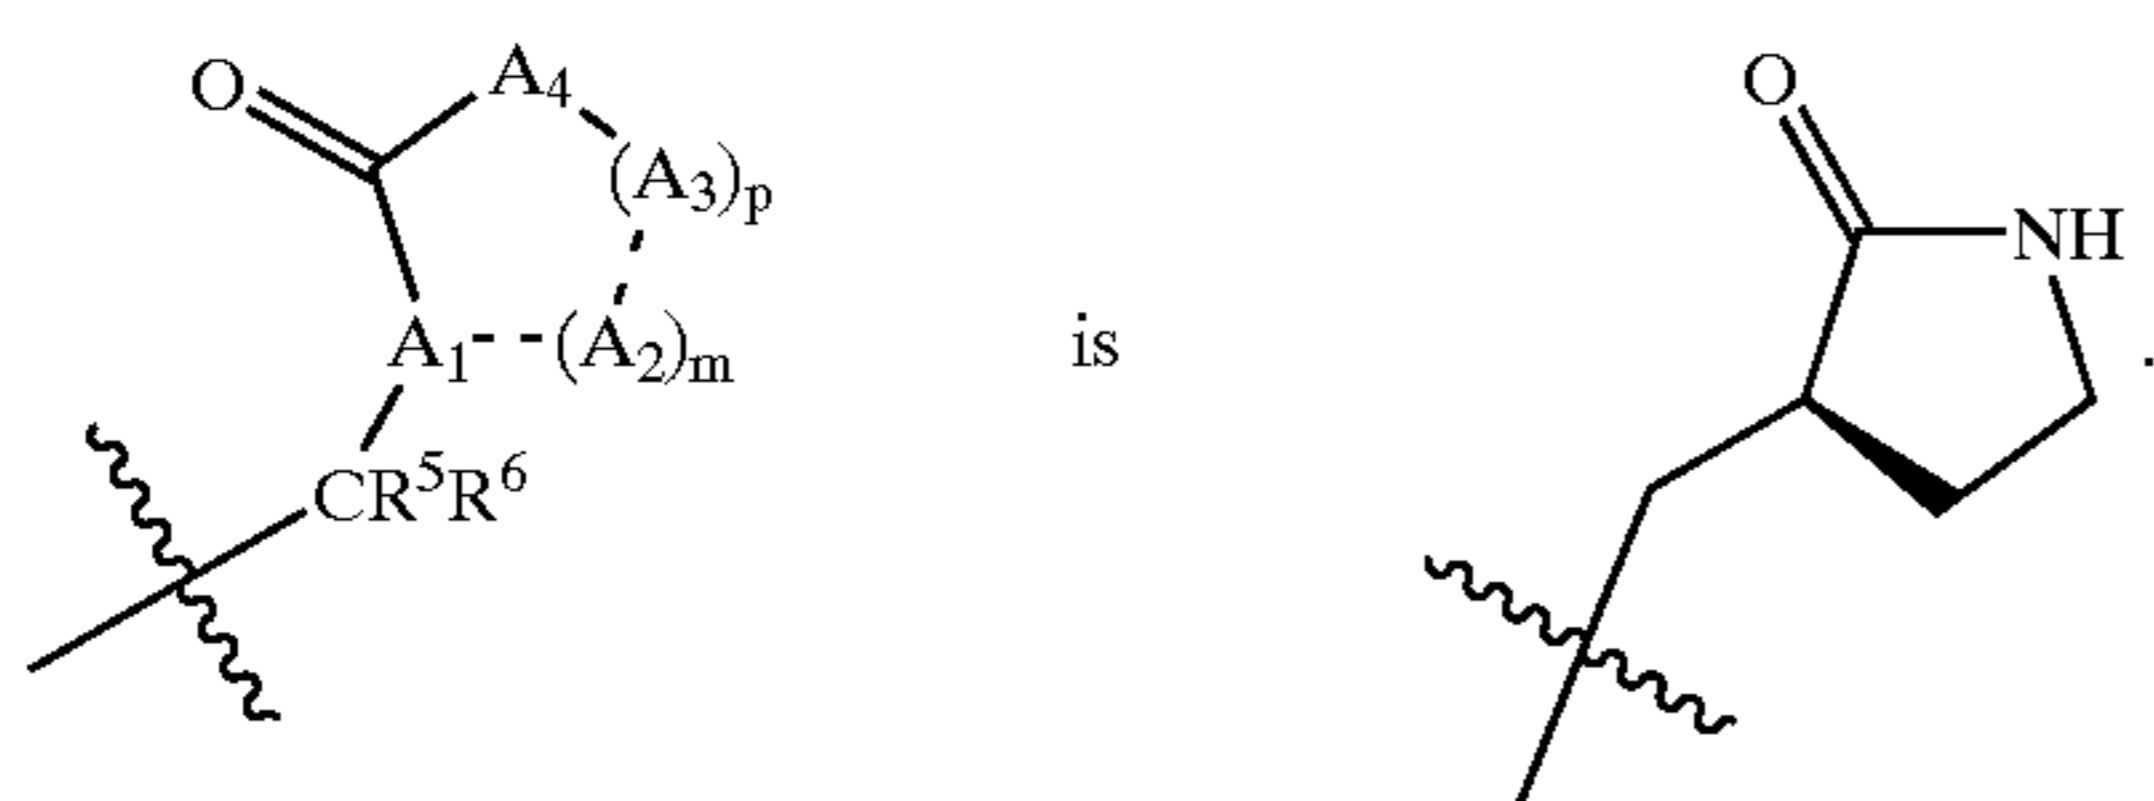 O
A₄
(A₃)ₚ
A₁
(A₂)ₘ
CR⁵R⁶
is
O
NH
.